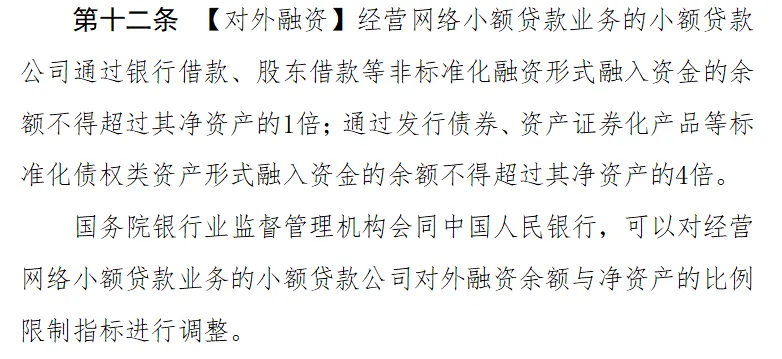 第十二条 【对外融资】经营网络小额贷款业务的小额贷款
公司通过银行借款、股东借款等非标准化融资形式融入资金的余
额不得超过其净资产的1倍；通过发行债券、资产证券化产品等标
准化债权类资产形式融入资金的余额不得超过其净资产的4倍。
国务院银行业监督管理机构会同中国人民银行，可以对经营
网络小额贷款业务的小额贷款公司对外融资余额与净资产的比例
限制指标进行调整。